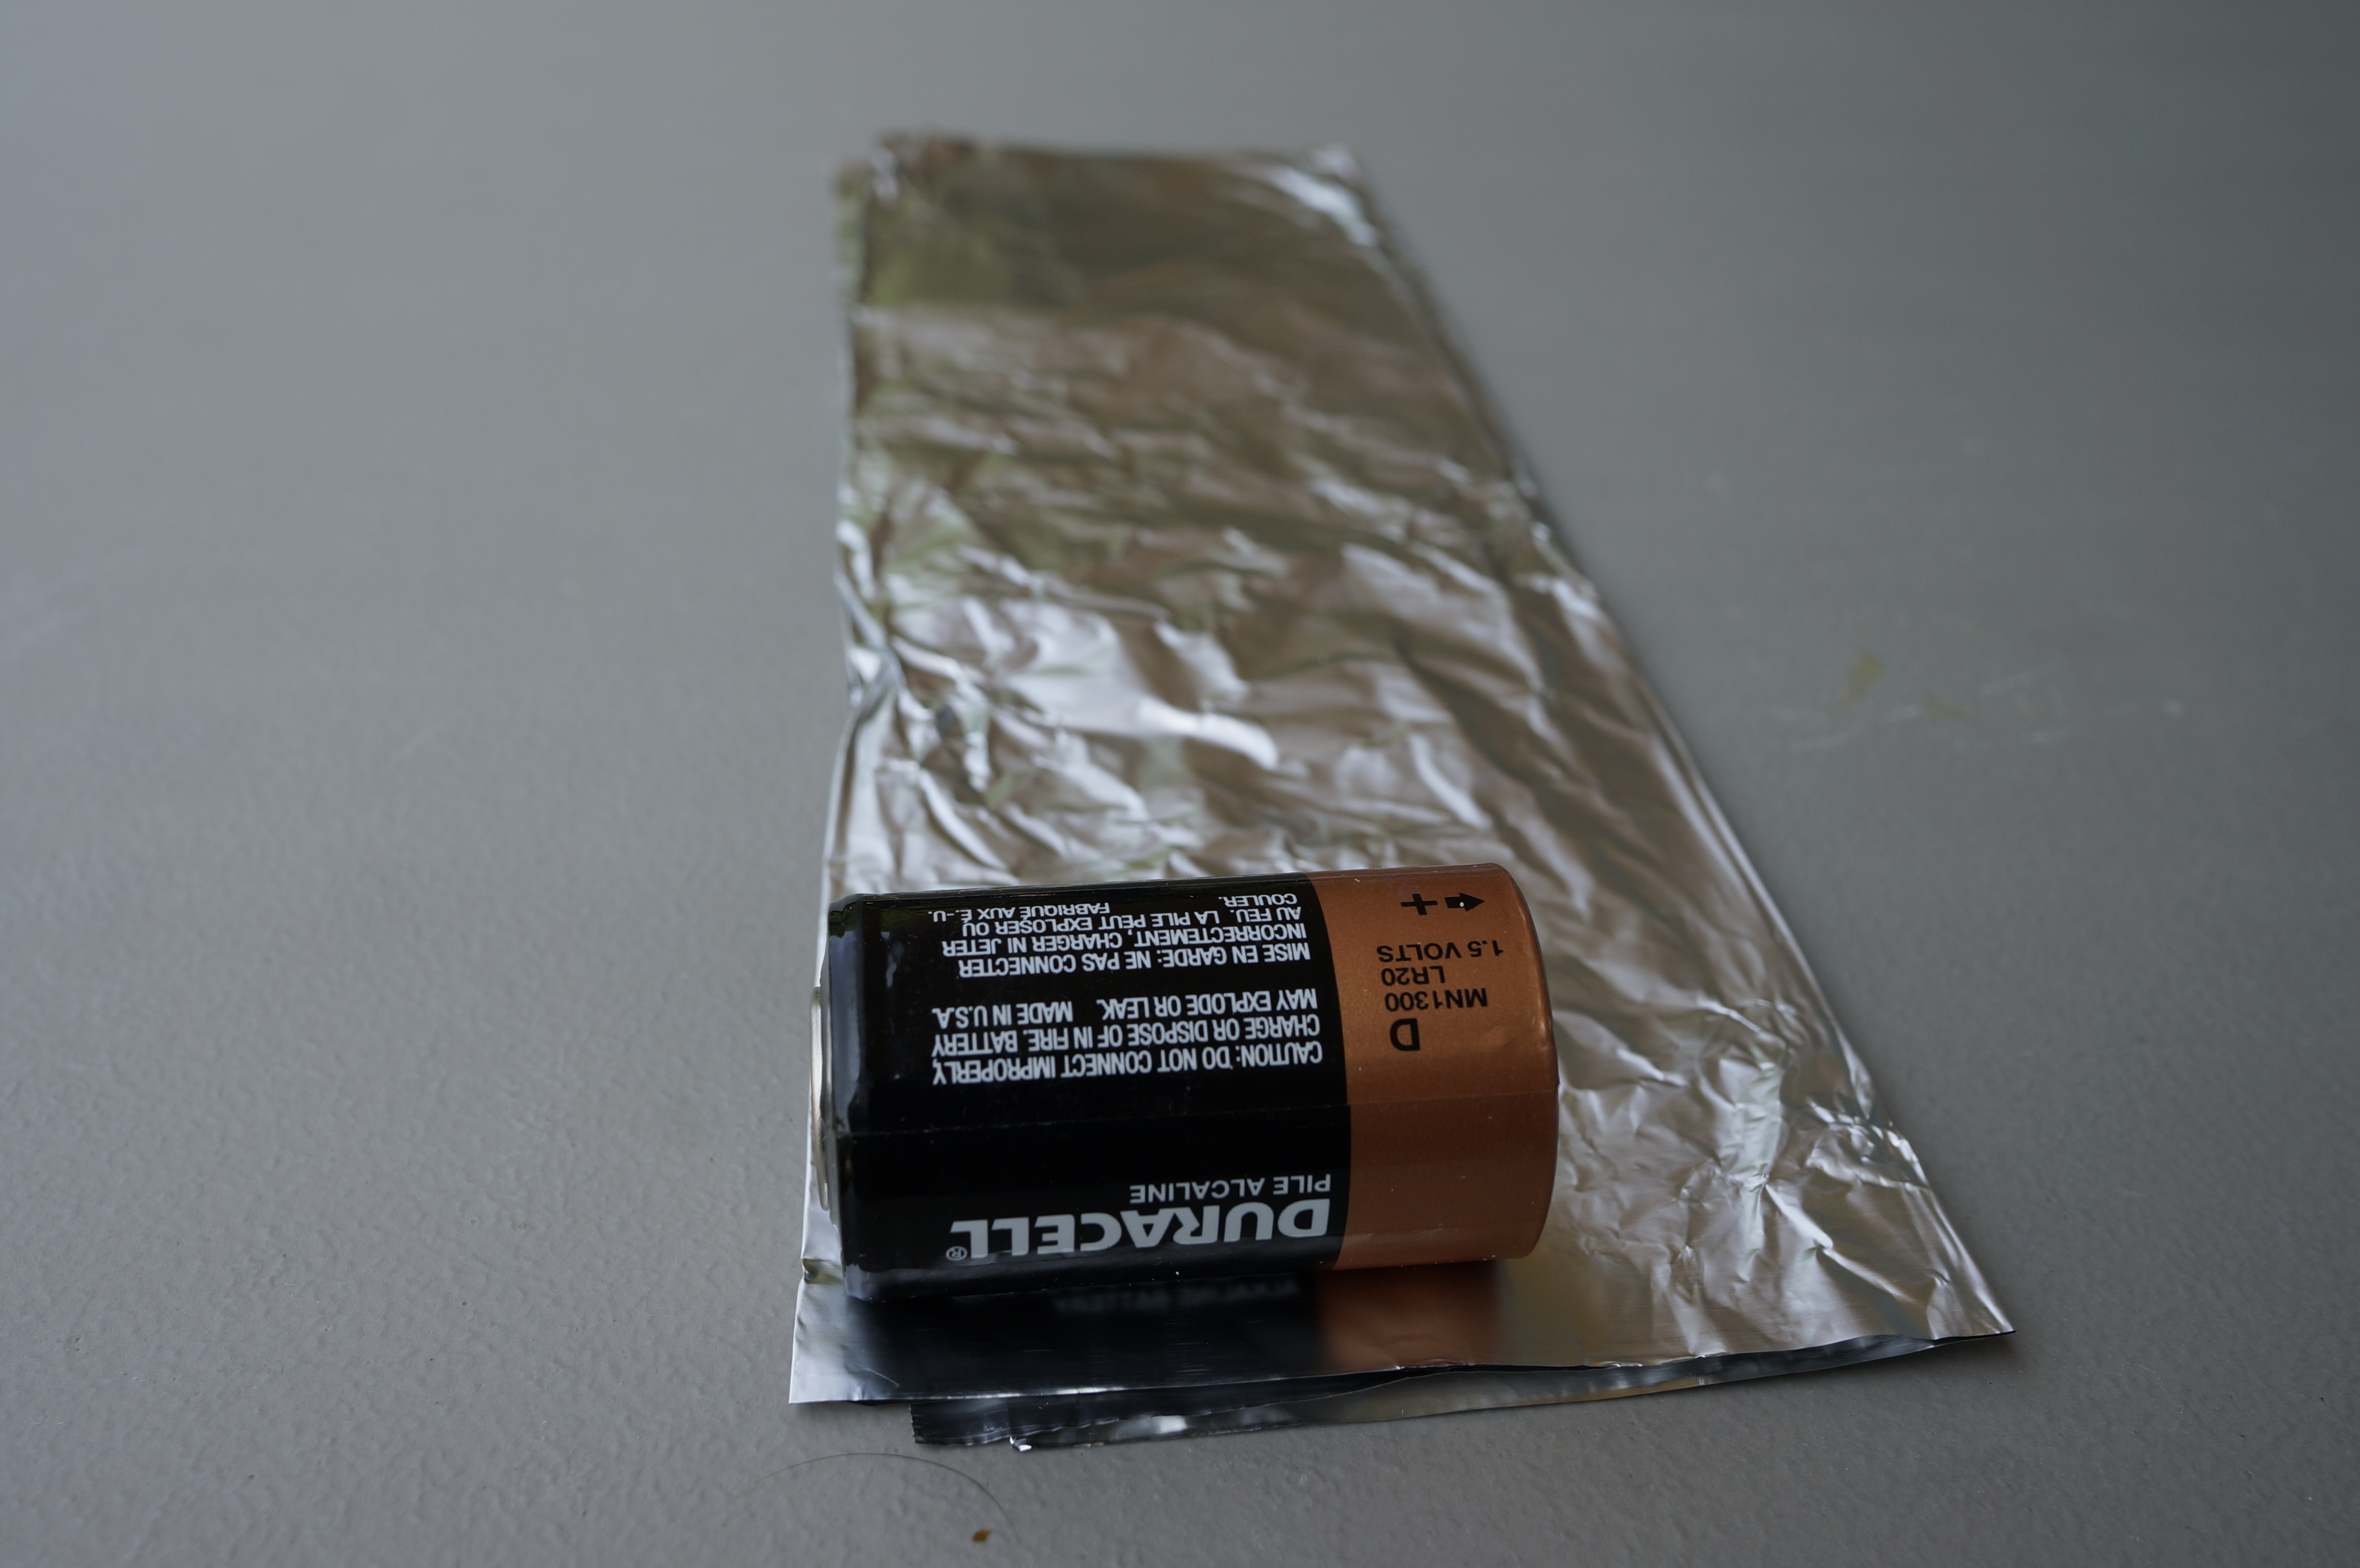 DURACELL®
PILE ALCALINE
CAUTION: DO NOT CONNECT IMPROPERLY,
CHARGE OR DISPOSE OF IN FIRE. BATTERY
MAY EXPLODE OR LEAK. MADE IN U.S.A.
MISE EN GARDE: NE PAS CONNECTER
INCORRECTEMENT, CHARGER NI JETER
AU FEU. LA PILE PEUT EXPLOSER OU
COULER. FABRIQUÉ AUX É.-U.
D
MN1300
LR20
1.5 VOLTS
+
ALKALINE BATTERY